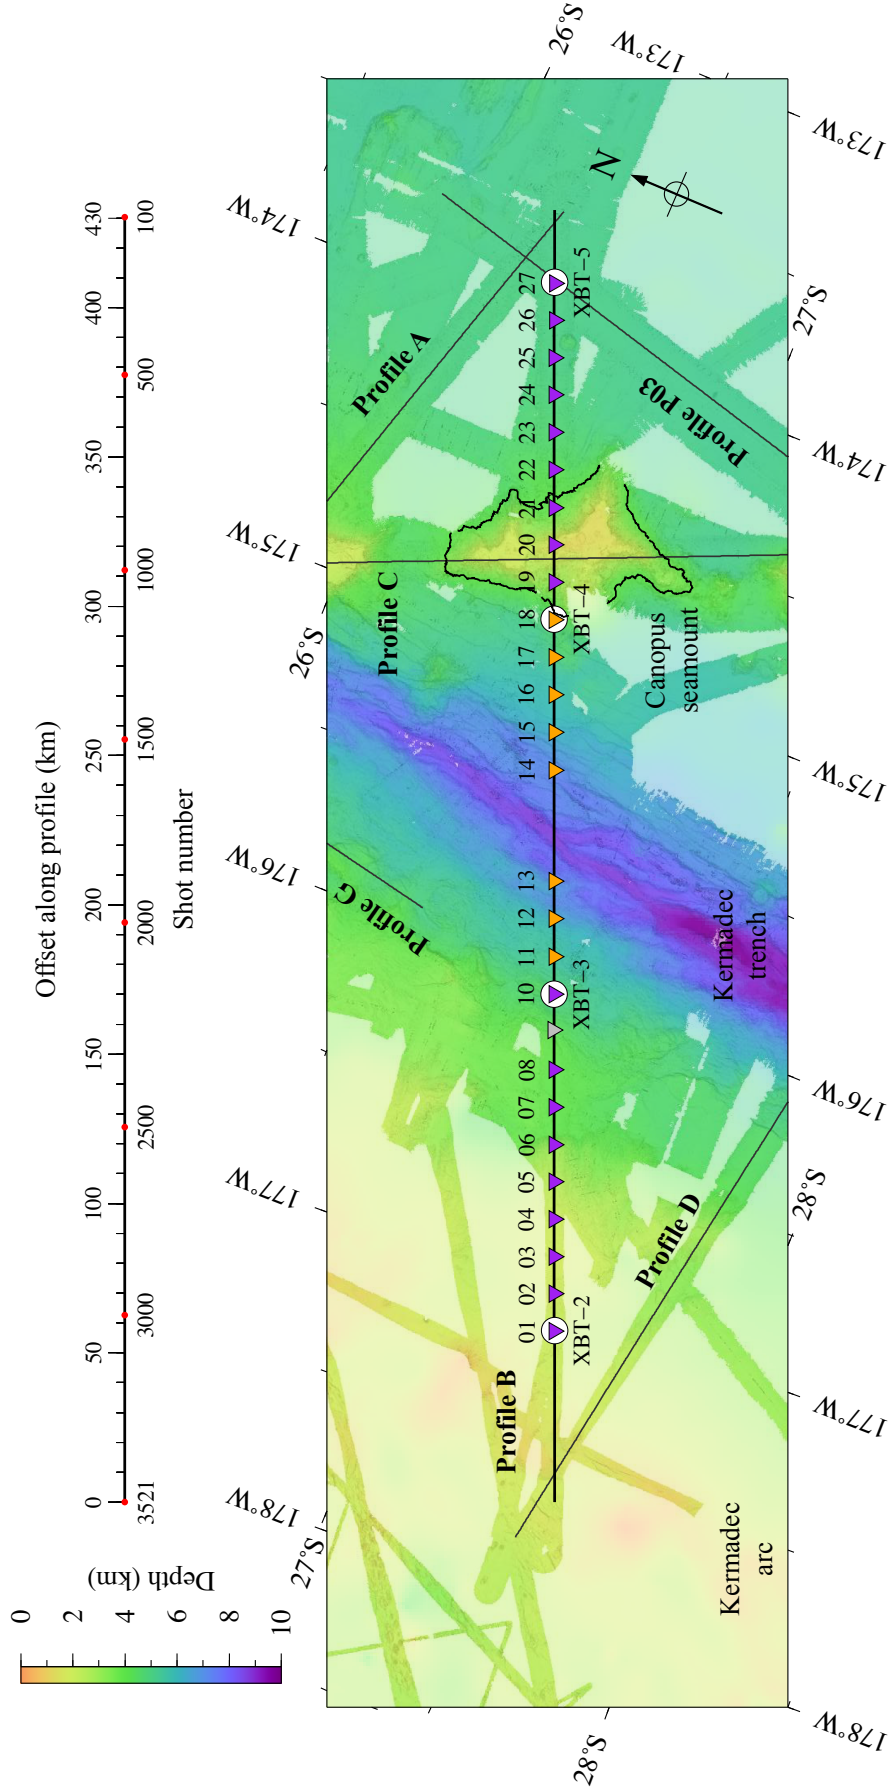 Offset along profile (km)
0 50 100 150 200 250 300 350 400 430
3521 3000 2500 2000 1500 1000 500 100
Shot number
Depth (km)
0 2 4 6 8 10
178°W 177°W 176°W 175°W 174°W
27°S
26°S
26°S
173°W
Profile G
Profile C
Profile A
N
Profile B
01 02 03 04 05 06 07 08 10 11 12 13 14 15 16 17 18 19 20 21 22 23 24 25 26 27
XBT−2
XBT−3
XBT−4
XBT−5
Profile D
Profile P03
Canopus
seamount
Kermadec
trench
Kermadec
arc
28°S
28°S
27°S
178°W 177°W 176°W 175°W 174°W 173°W